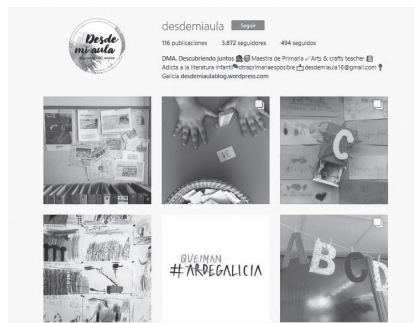 Desde
mi aula
desdemiaula Seguir
116 publicaciones 3.872 seguidores 494 seguidos
DMA. Descubriendo juntos Maestra de Primaria Arts & crafts teacher
Adicta a la literatura infantil otraprimariaesposible desdemiaula16@gmail.com
Galicia desdemiaulablog.wordpress.com
C
QUEIMAN
#ARDEGALICIA
A B C D